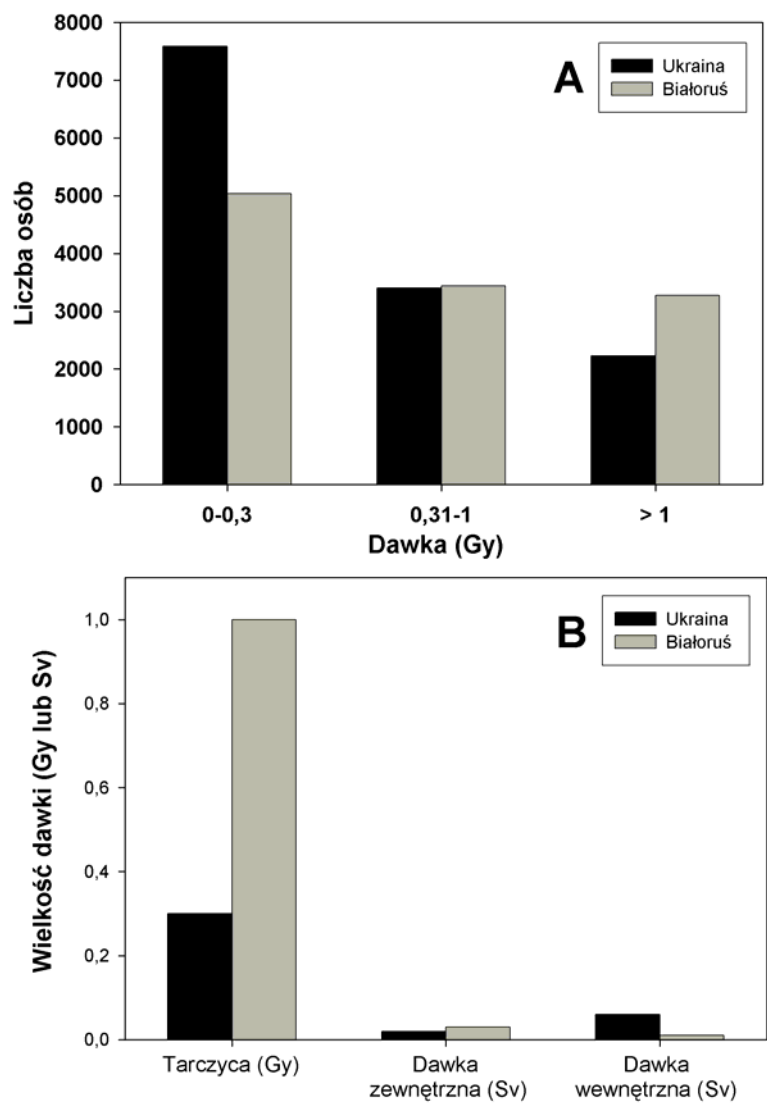 8000
7000
6000
5000
4000
3000
2000
1000
0
Liczba osób
A
Ukraina
Białoruś
0-0,3
0,31-1
> 1
Dawka (Gy)
1,0
0,8
0,6
0,4
0,2
0,0
Wielkość dawki (Gy lub Sv)
B
Ukraina
Białoruś
Tarczyca (Gy)
Dawka
zewnętrzna (Sv)
Dawka
wewnętrzna (Sv)